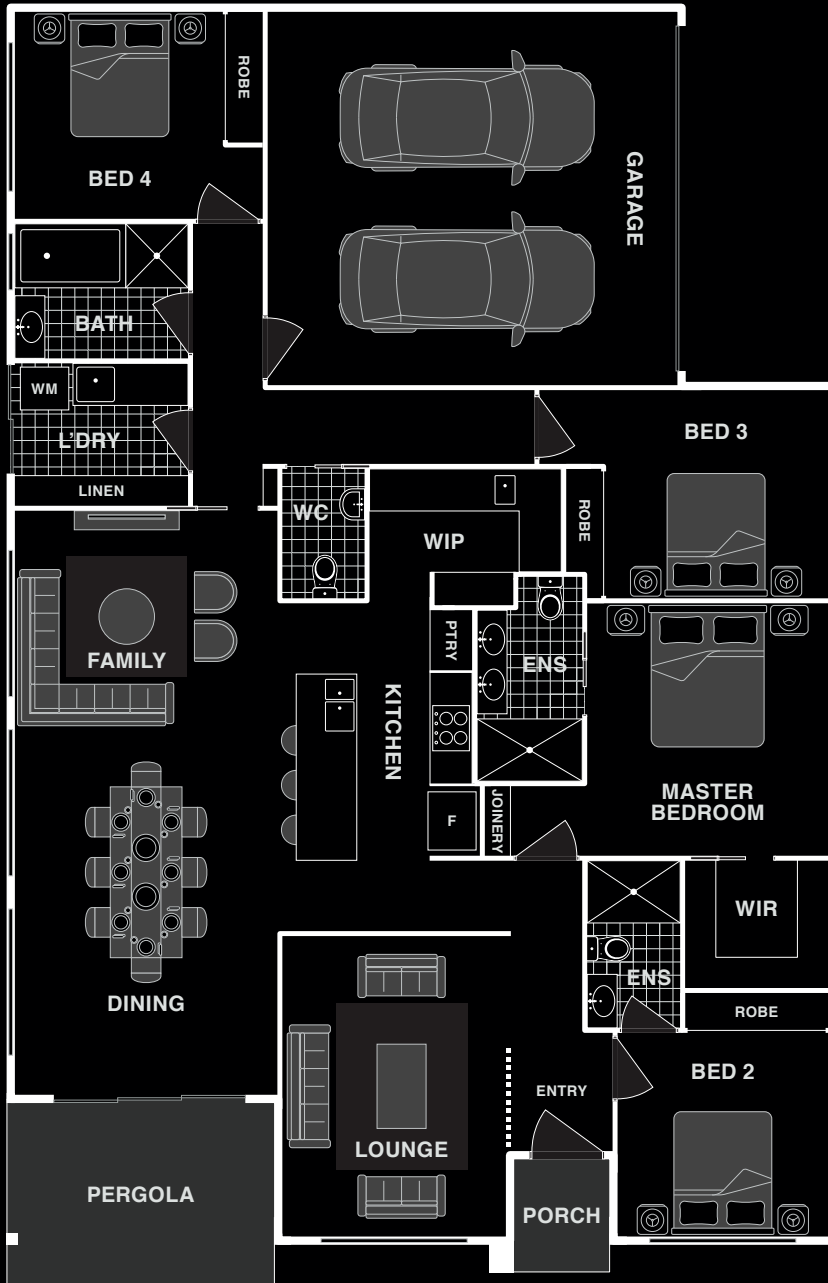 ROBE
BED 4
GARAGE
BATH
WM
L'DRY
LINEN
BED 3
WC
WIP
ROBE
FAMILY
PTRY
ENS
KITCHEN
MASTER
BEDROOM
F
JOINERY
WIR
ENS
DINING
ROBE
BED 2
ENTRY
LOUNGE
PERGOLA
PORCH